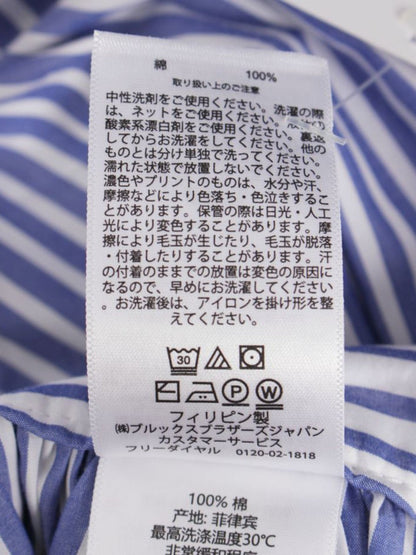 綿 100%
取り扱い上のご注意
中性洗剤をご使用ください。洗濯の際
は、ネットをご使用ください。
酸素系漂白剤をご使用ください。裏返
してからお洗濯をしてください。他の
ものとは分け単独で洗ってください。
濡れた状態で放置しないでください。
濃色やプリントのものは、水分や汗、
摩擦などにより色落ち・色泣きするこ
とがあります。保管の際は日光・人工
光により変色することがあります。摩
擦により毛玉が生じたり、毛玉が脱落
・付着したりすることがあります。汗
の付着のままでの放置は変色の原因に
なるので、早めにお洗濯してください
。お洗濯後は、アイロンを掛け形を整
えてください。
30
P W
フィリピン製
㈱ブルックスブラザーズジャパン
カスタマーサービス
フリーダイヤル 0120-02-1818
100% 棉
产地: 菲律宾
最高洗涤温度30℃
非常缓和程序